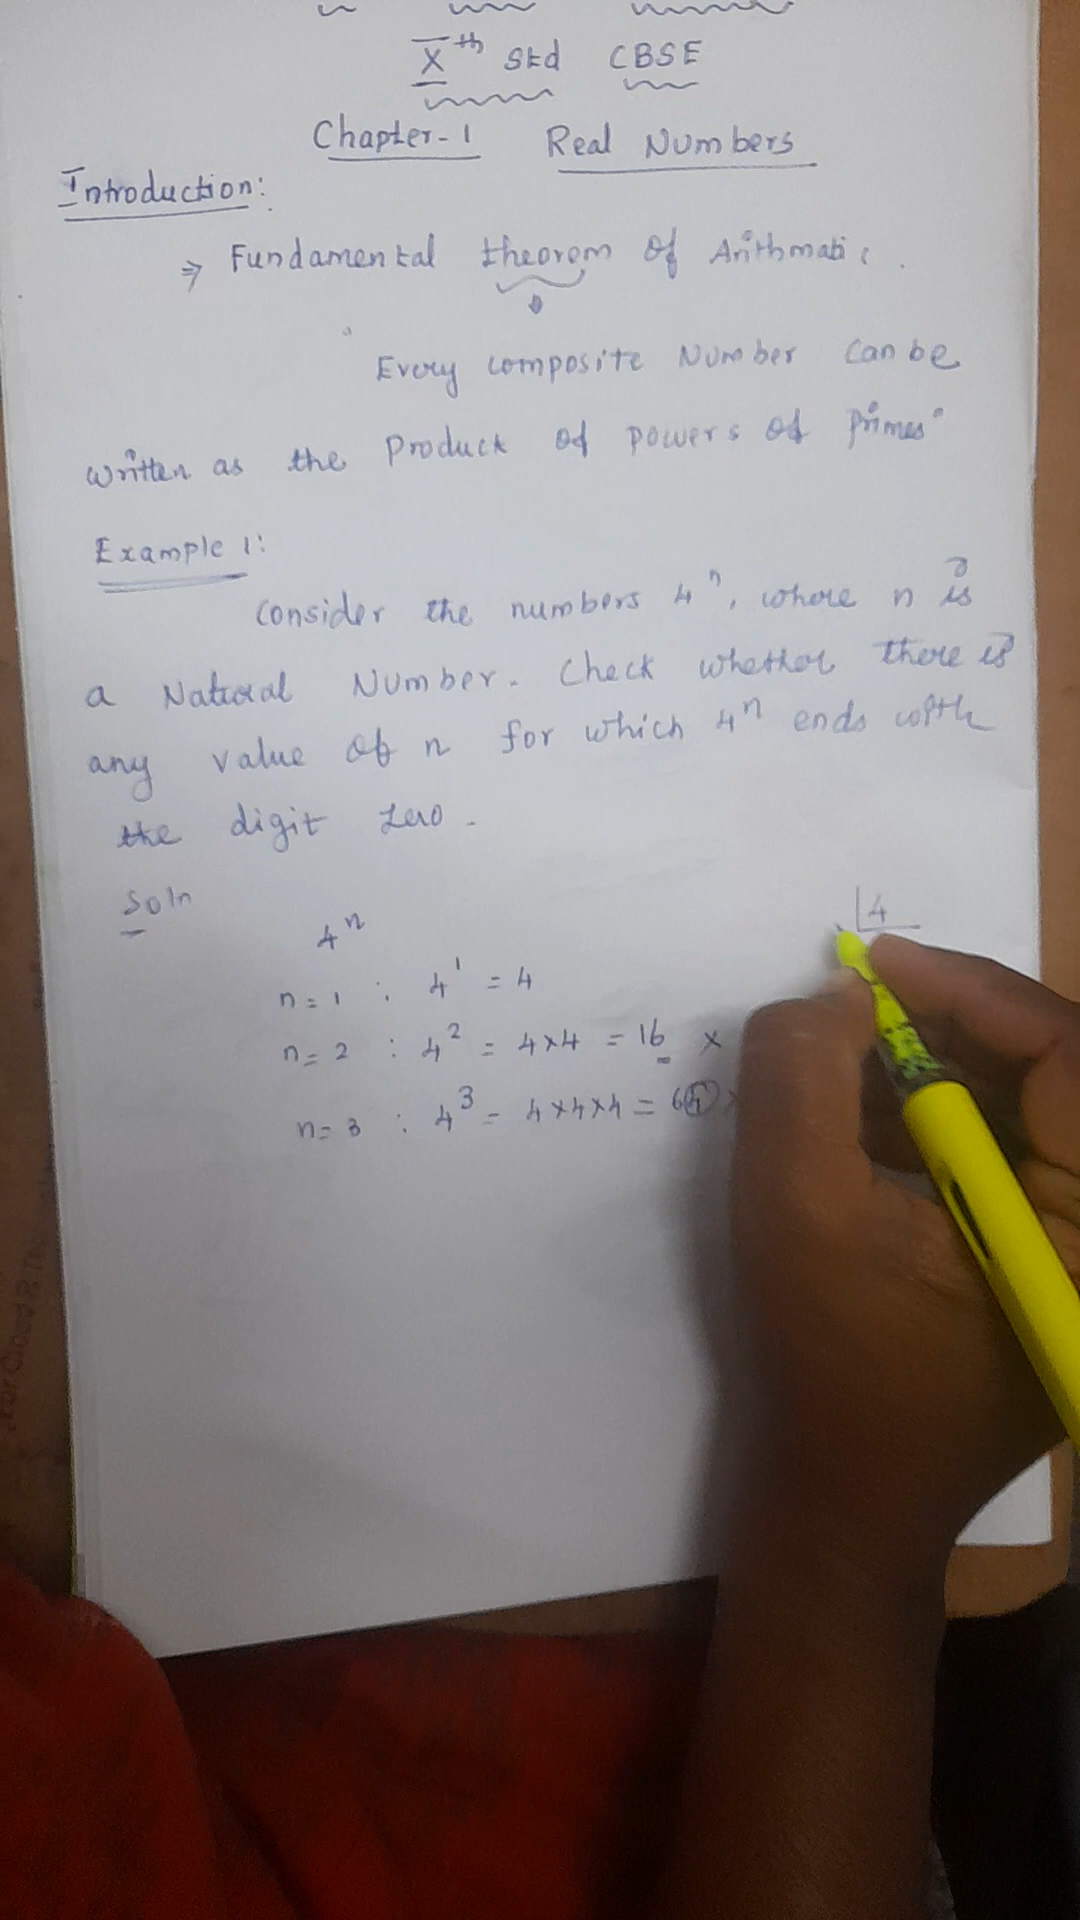 Xth Std CBSE
Chapter-1 Real Numbers
Introduction:
⇒ Fundamental theorem of Arithmatic.
Every composite Number can be
written as the Product of powers of Primes"
Example 1:
Consider the numbers 4ⁿ, where n is
a Natural Number. Check whether there is
any value of n for which 4ⁿ ends with
the digit zero.
Soln
4ⁿ
4
n=1 : 4¹ = 4
n=2 : 4² = 4×4 = 16 ×
n=3 : 4³ = 4×4×4 = 64